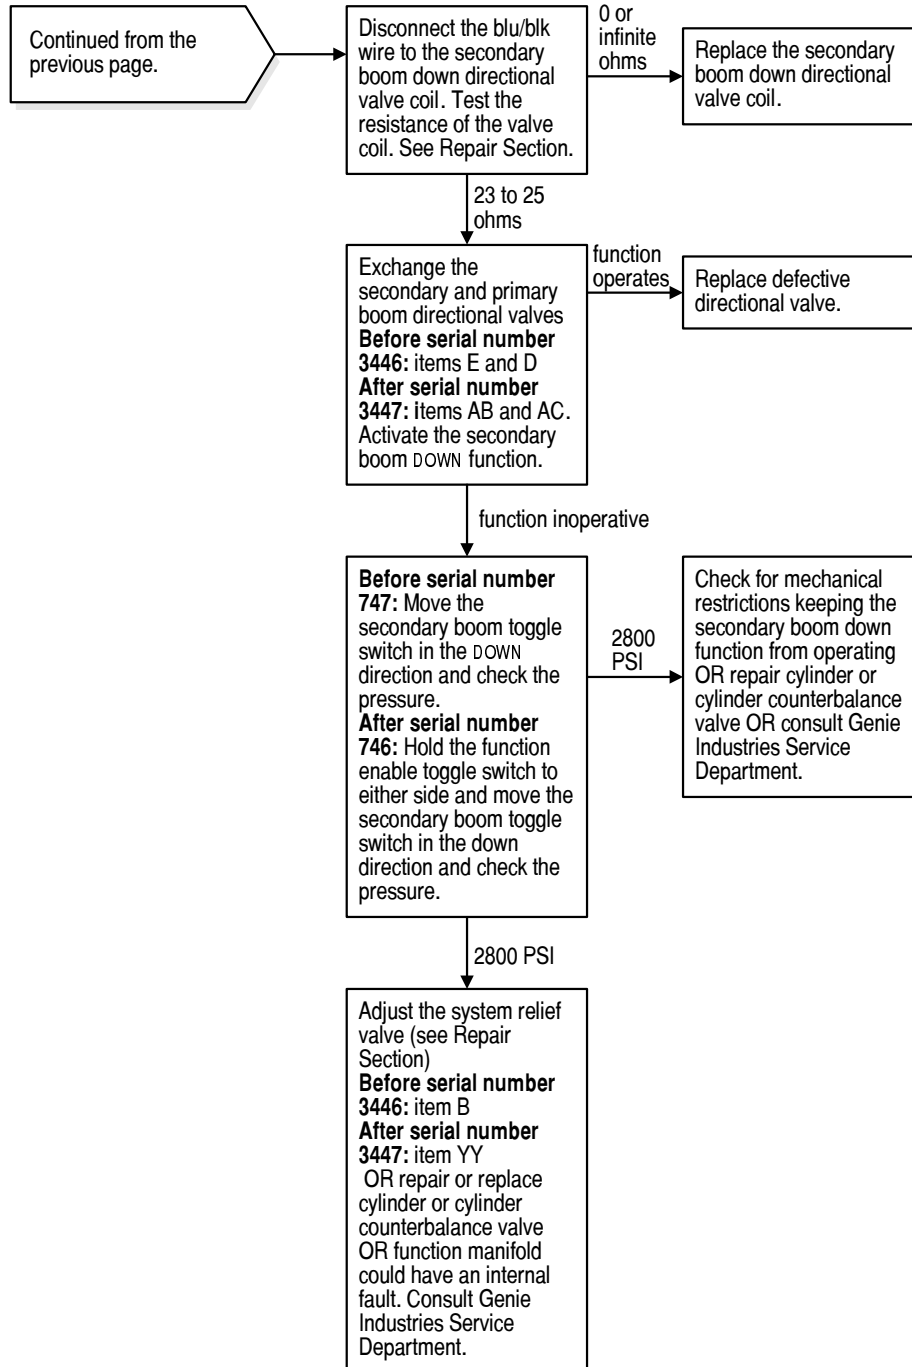 Continued from the
previous page.
Disconnect the blu/blk
wire to the secondary
boom down directional
valve coil. Test the
resistance of the valve
coil. See Repair Section.
0 or
infinite
ohms
Replace the secondary
boom down directional
valve coil.
23 to 25
ohms
Exchange the
secondary and primary
boom directional valves
Before serial number
3446: items E and D
After serial number
3447: items AB and AC.
Activate the secondary
boom DOWN function.
function
operates
Replace defective
directional valve.
function inoperative
Before serial number
747: Move the
secondary boom toggle
switch in the DOWN
direction and check the
pressure.
After serial number
746: Hold the function
enable toggle switch to
either side and move the
secondary boom toggle
switch in the down
direction and check the
pressure.
2800
PSI
Check for mechanical
restrictions keeping the
secondary boom down
function from operating
OR repair cylinder or
cylinder counterbalance
valve OR consult Genie
Industries Service
Department.
2800 PSI
Adjust the system relief
valve (see Repair
Section)
Before serial number
3446: item B
After serial number
3447: item YY
OR repair or replace
cylinder or cylinder
counterbalance valve
OR function manifold
could have an internal
fault. Consult Genie
Industries Service
Department.